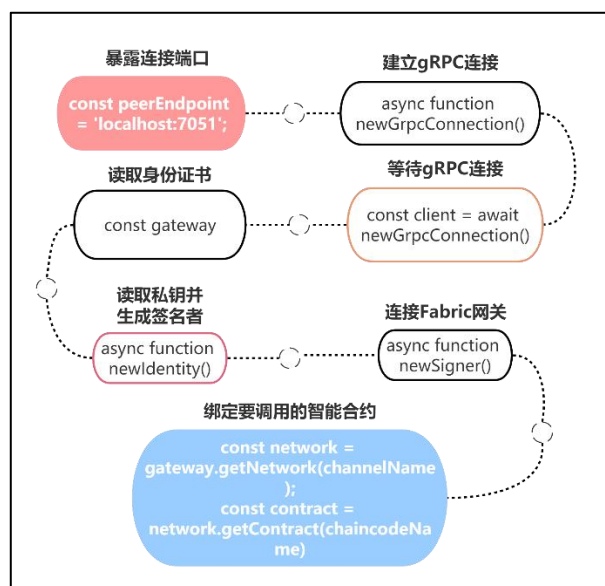 暴露连接端口
const peerEndpoint
= 'localhost:7051';
建立gRPC连接
async function
newGrpcConnection()
等待gRPC连接
const client = await
newGrpcConnection()
读取身份证书
const gateway
读取私钥并
生成签名者
async function
newIdentity()
连接Fabric网关
async function
newSigner()
绑定要调用的智能合约
const network =
gateway.getNetwork(channelName
);
const contract =
network.getContract(chaincodeNa
me)